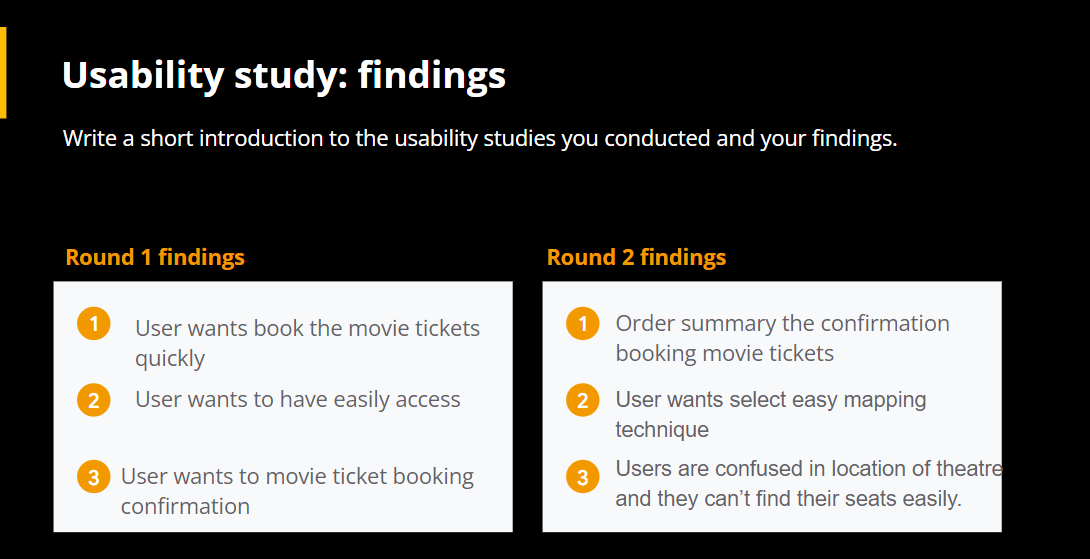 Usability study: findings
Write a short introduction to the usability studies you conducted and your findings.
Round 1 findings
1 User wants book the movie tickets
quickly
2 User wants to have easily access
3 User wants to movie ticket booking
confirmation
Round 2 findings
1 Order summary the confirmation
booking movie tickets
2 User wants select easy mapping
technique
3 Users are confused in location of theatre
and they can’t find their seats easily.